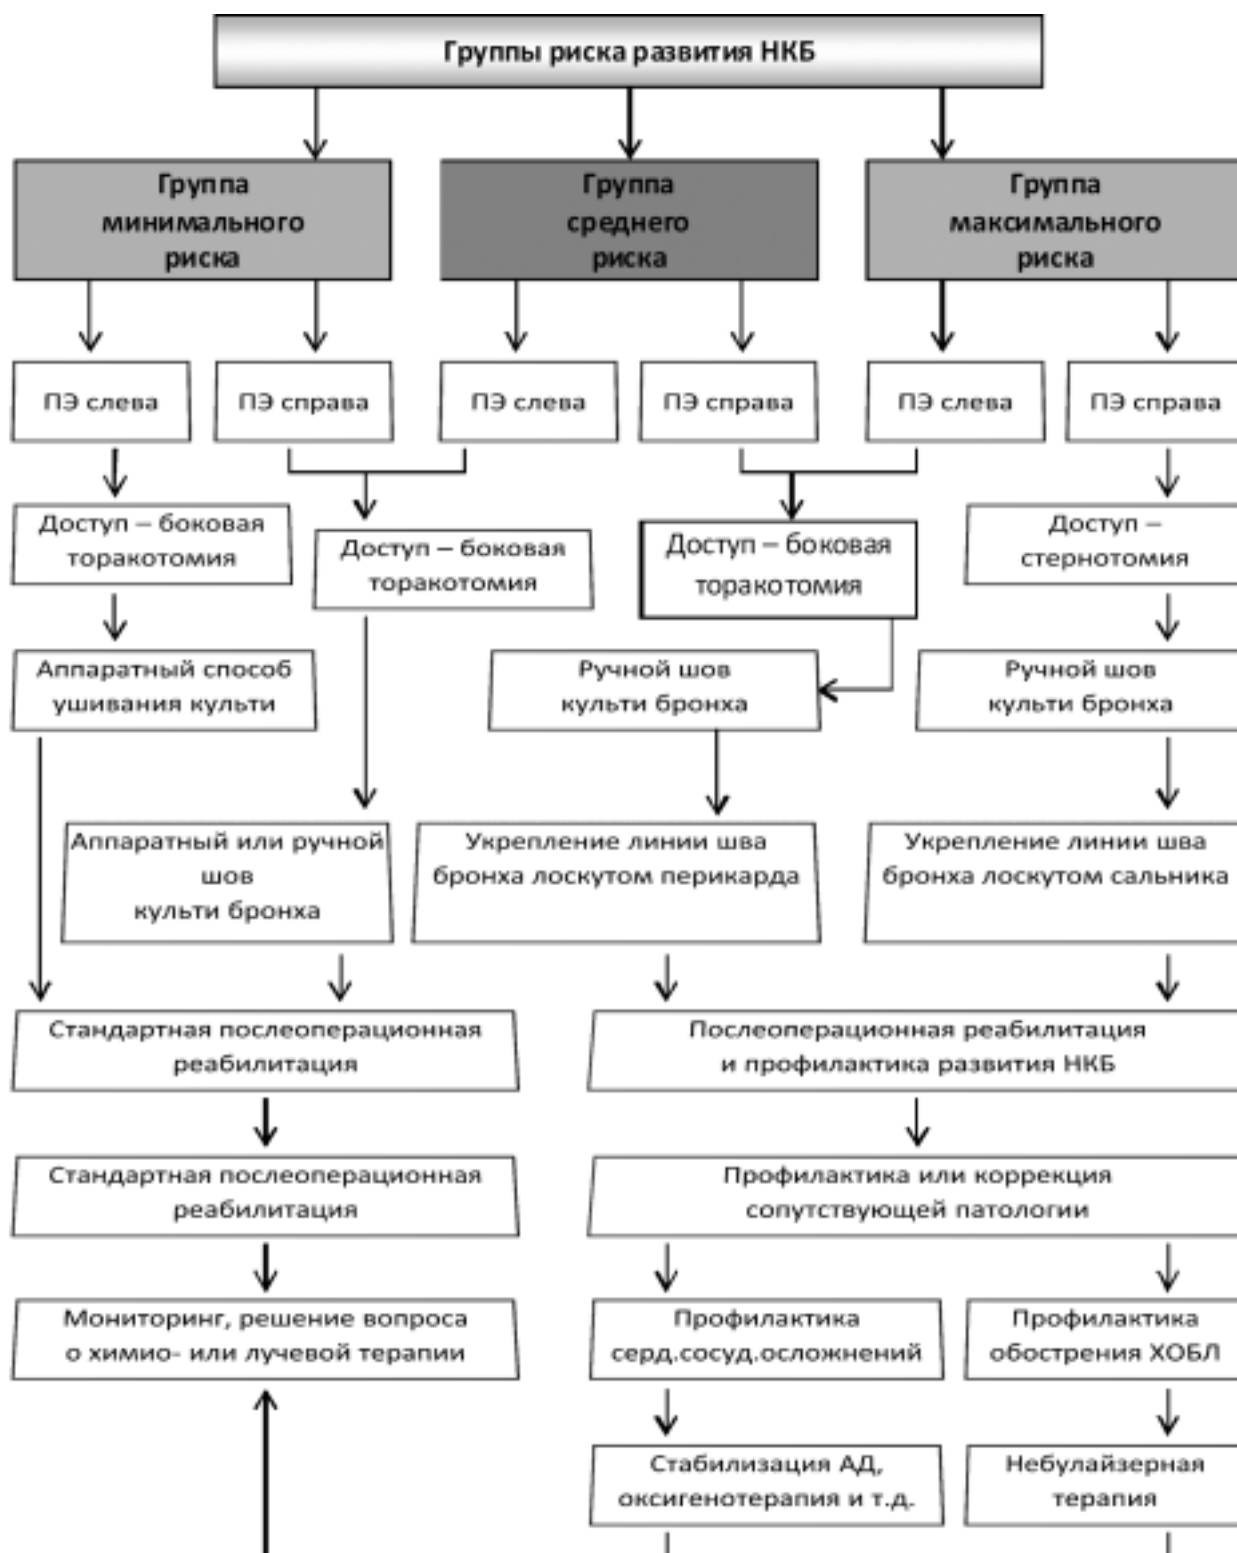 Группы риска развития НКБ
Группа
минимального
риска
Группа
среднего
риска
Группа
максимального
риска
ПЭ слева
ПЭ справа
ПЭ слева
ПЭ справа
ПЭ слева
ПЭ справа
Доступ – боковая
торакотомия
Доступ – боковая
торакотомия
Доступ – боковая
торакотомия
Доступ –
стернотомия
Аппаратный способ
ушивания культи
Ручной шов
культи бронха
Ручной шов
культи бронха
Аппаратный или ручной
шов
культи бронха
Укрепление линии шва
бронха лоскутом перикарда
Укрепление линии шва
бронха лоскутом сальника
Стандартная послеоперационная
реабилитация
Послеоперационная реабилитация
и профилактика развития НКБ
Стандартная послеоперационная
реабилитация
Профилактика или коррекция
сопутствующей патологии
Мониторинг, решение вопроса
о химио- или лучевой терапии
Профилактика
серд.сосуд.осложнений
Профилактика
обострения ХОБЛ
Стабилизация АД,
оксигенотерапия и т.д.
Небулайзерная
терапия